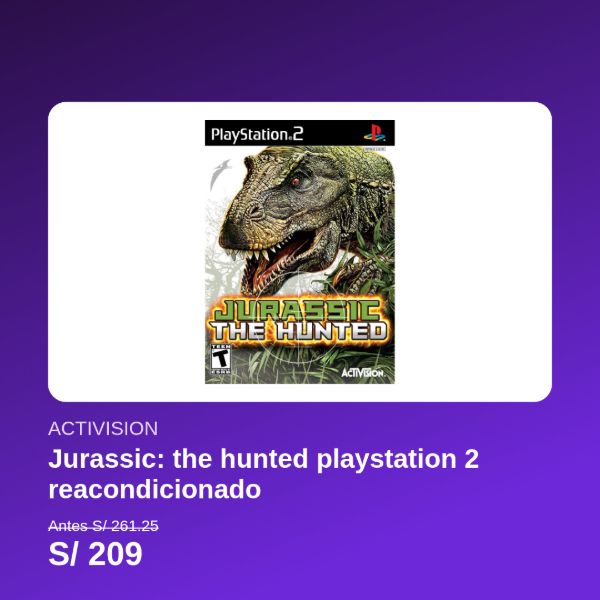 PlayStation 2
JURASSIC
THE HUNTED
TEEN
T
ESRB
ACTIVISION
ACTIVISION
Jurassic: the hunted playstation 2
reacondicionado
Antes S/ 261.25
S/ 209